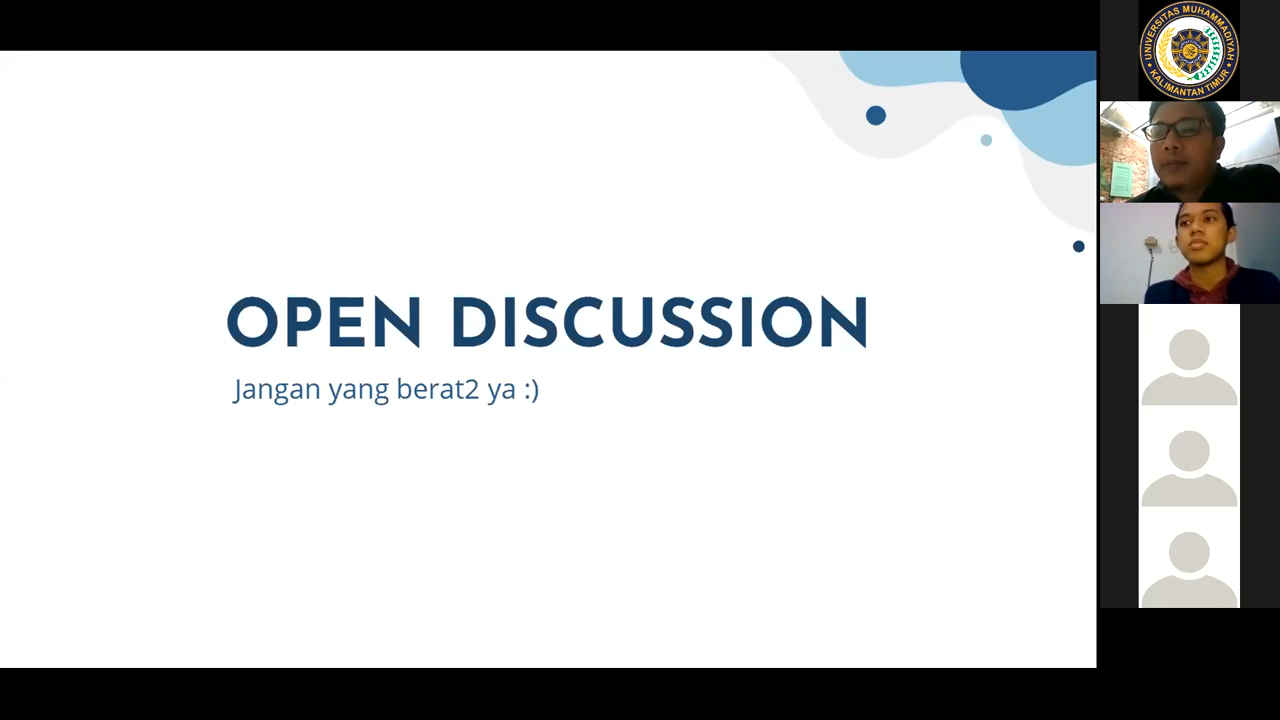 OPEN DISCUSSION
Jangan yang berat2 ya :)
UNIVERSITAS MUHAMMADIYAH
KALIMANTAN TIMUR